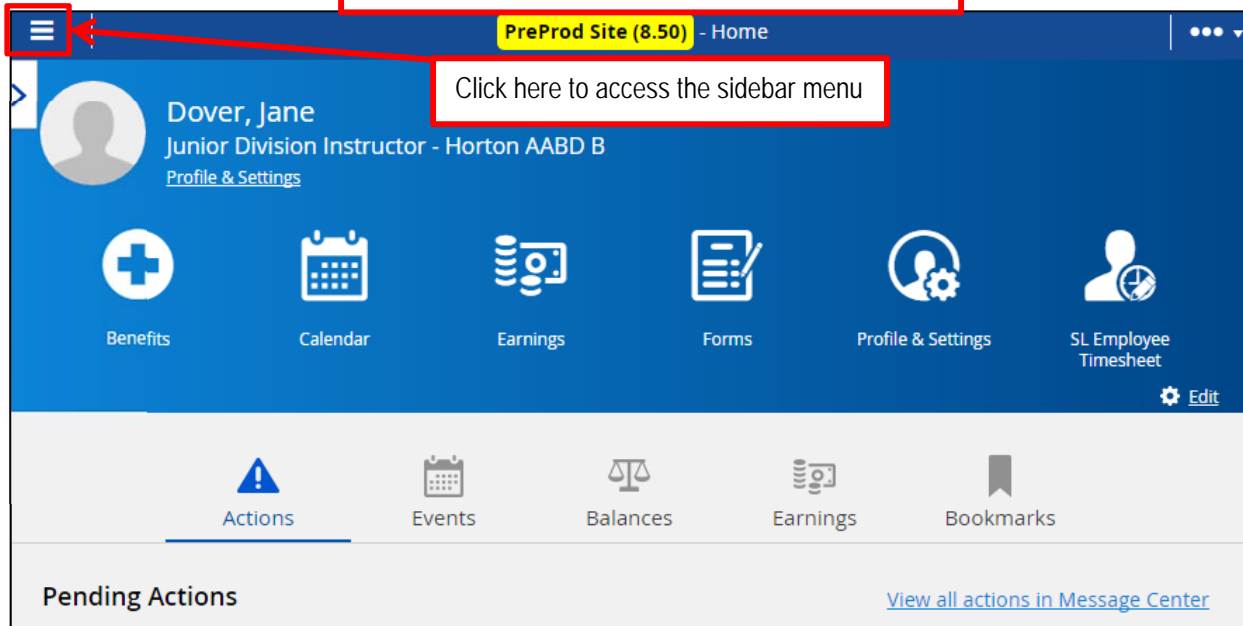 PreProd Site (8.50) - Home
Click here to access the sidebar menu
Dover, Jane
Junior Division Instructor - Horton AABD B
Profile & Settings
Benefits
Calendar
Earnings
Forms
Profile & Settings
SL Employee
Timesheet
Edit
Actions
Events
Balances
Earnings
Bookmarks
Pending Actions
View all actions in Message Center